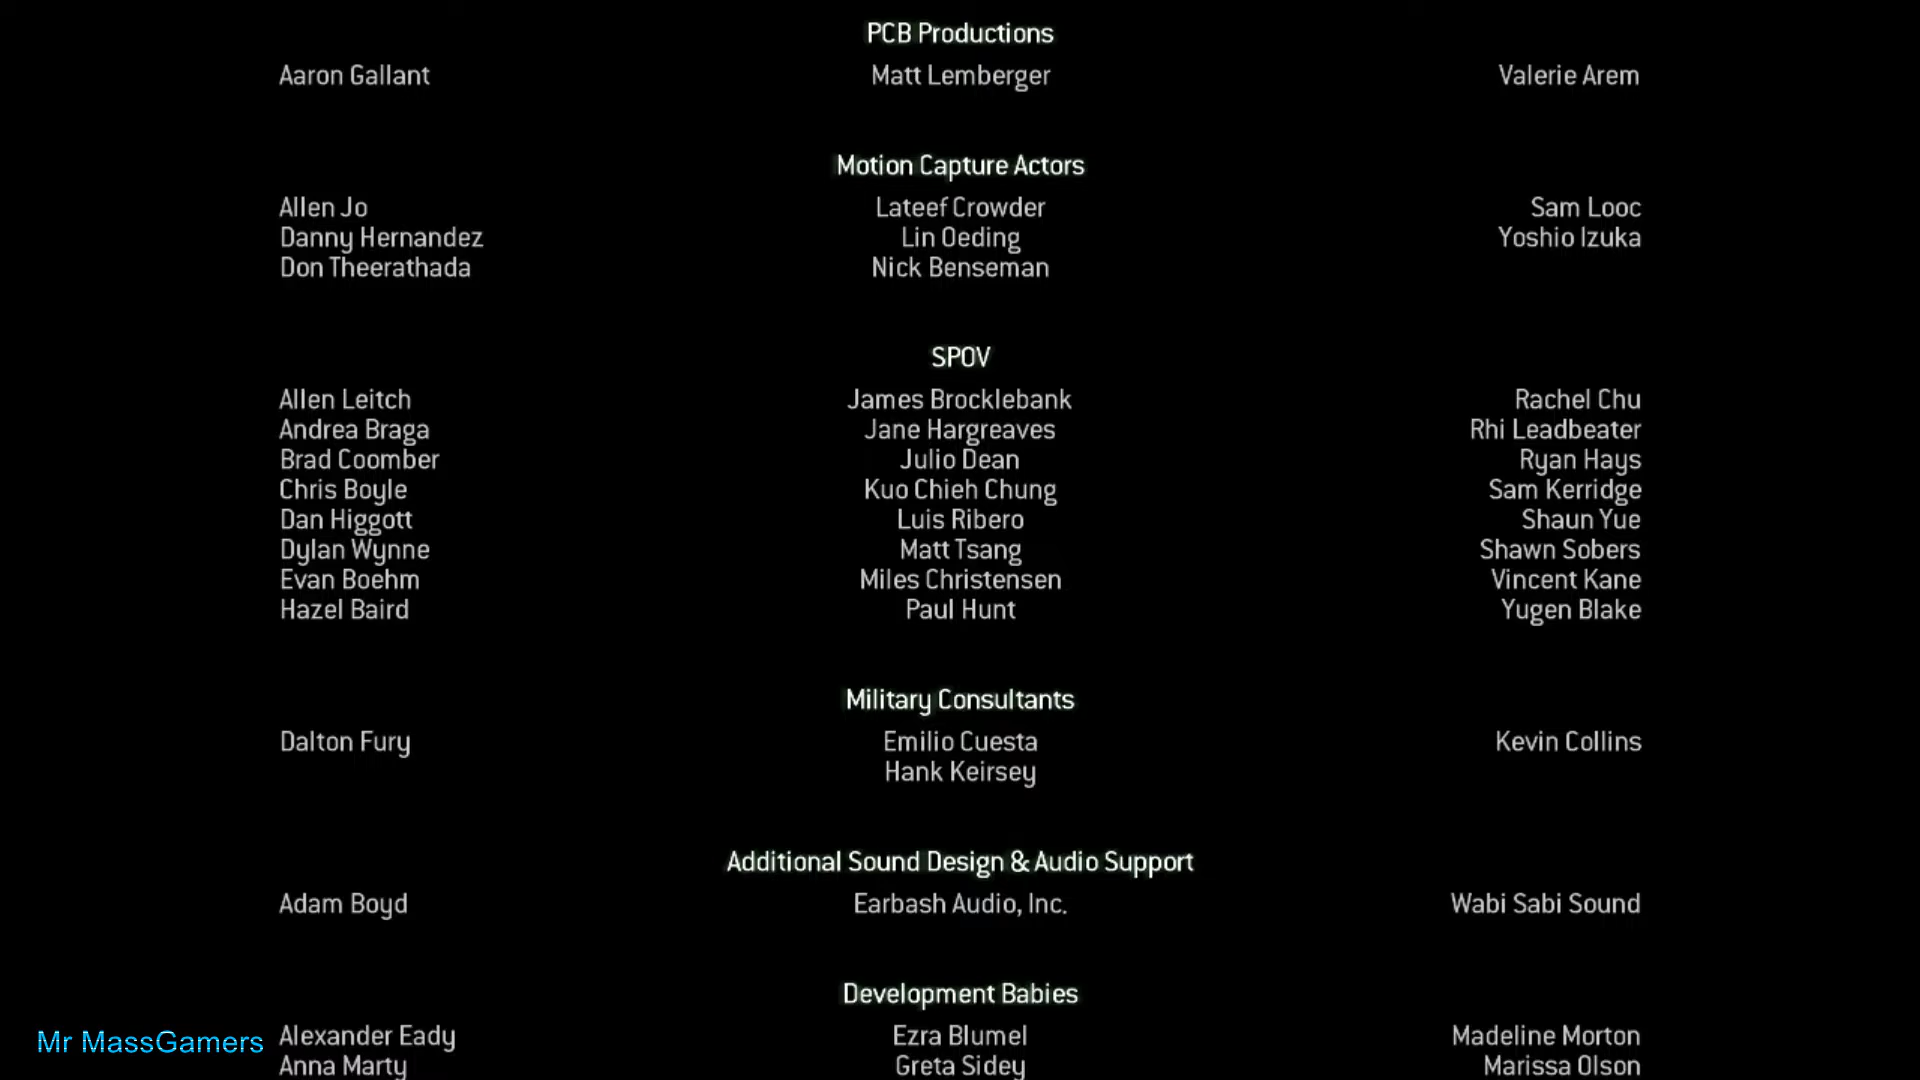 PCB Productions
Aaron Gallant Matt Lemberger Valerie Arem
Motion Capture Actors
Allen Jo Lateef Crowder Sam Looc
Danny Hernandez Lin Oeding Yoshio Izuka
Don Theerathada Nick Benseman
SPOV
Allen Leitch James Brocklebank Rachel Chu
Andrea Braga Jane Hargreaves Rhi Leadbeater
Brad Coomber Julio Dean Ryan Hays
Chris Boyle Kuo Chieh Chung Sam Kerridge
Dan Higgott Luis Ribero Shaun Yue
Dylan Wynne Matt Tsang Shawn Sobers
Evan Boehm Miles Christensen Vincent Kane
Hazel Baird Paul Hunt Yugen Blake
Military Consultants
Dalton Fury Emilio Cuesta Kevin Collins
Hank Keirsey
Additional Sound Design & Audio Support
Adam Boyd Earbash Audio, Inc. Wabi Sabi Sound
Development Babies
Mr MassGamers Alexander Eady Ezra Blumel Madeline Morton
Anna Marty Greta Sidey Marissa Olson